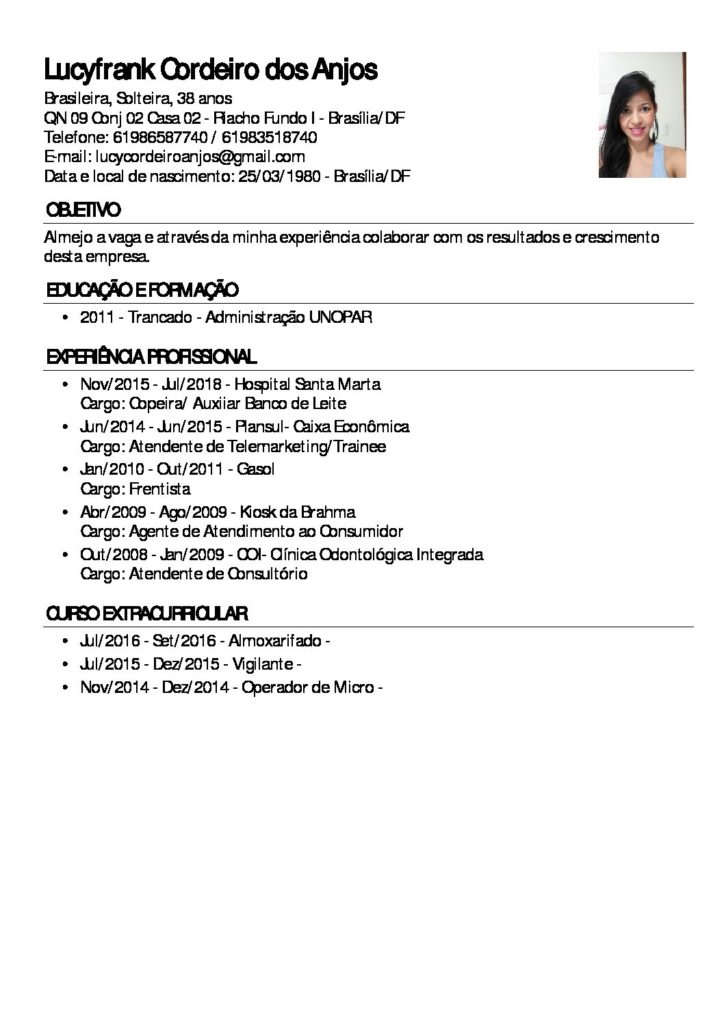 Lucyfrank Cordeiro dos Anjos
Brasileira, Solteira, 38 anos
QN 09 Conj 02 Casa 02 - Riacho Fundo I - Brasília/DF
Telefone: 61986587740 / 61983518740
E-mail: lucycordeiroanjos@gmail.com
Data e local de nascimento: 25/03/1980 - Brasília/DF
OBJETIVO
Almejo a vaga e através da minha experiência colaborar com os resultados e crescimento
desta empresa.
EDUCAÇÃO E FORMAÇÃO
• 2011 - Trancado - Administração UNOPAR
EXPERIÊNCIA PROFISSIONAL
• Nov/2015 - Jul/2018 - Hospital Santa Marta
Cargo: Copeira/ Auxiiar Banco de Leite
• Jun/2014 - Jun/2015 - Plansul- Caixa Econômica
Cargo: Atendente de Telemarketing/Trainee
• Jan/2010 - Out/2011 - Gasol
Cargo: Frentista
• Abr/2009 - Ago/2009 - Kiosk da Brahma
Cargo: Agente de Atendimento ao Consumidor
• Out/2008 - Jan/2009 - COI- Clínica Odontológica Integrada
Cargo: Atendente de Consultório
CURSO EXTRACURRICULAR
• Jul/2016 - Set/2016 - Almoxarifado -
• Jul/2015 - Dez/2015 - Vigilante -
• Nov/2014 - Dez/2014 - Operador de Micro -